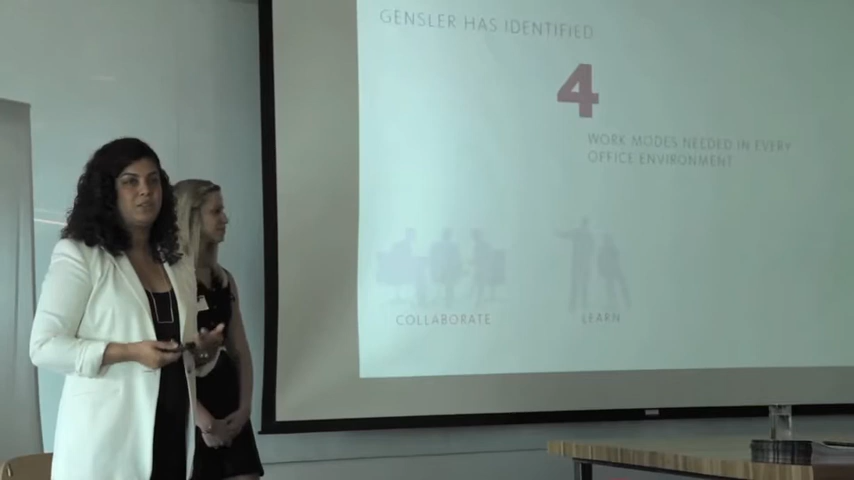 GENSLER HAS IDENTIFIED
4
WORK MODES NEEDED IN EVERY
OFFICE ENVIRONMENT
COLLABORATE
LEARN